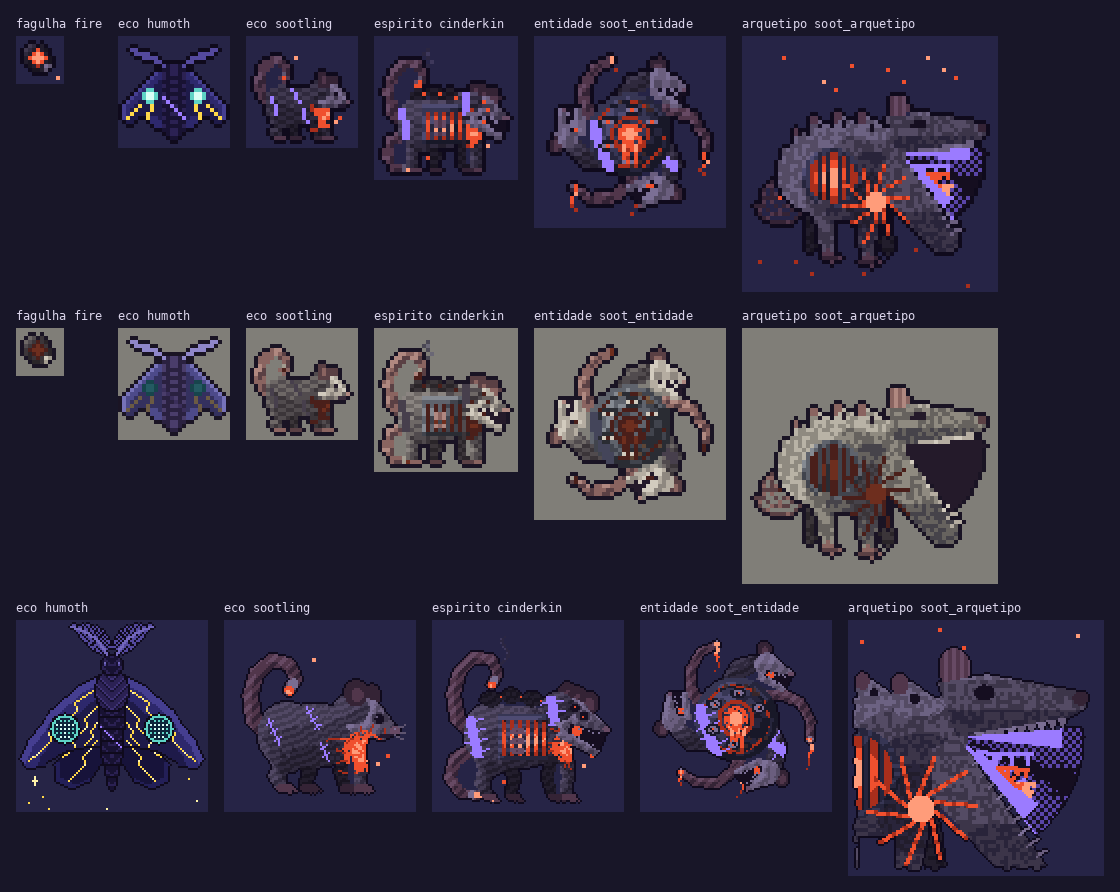 fagulha fire eco humoth eco sootling espirito cinderkin entidade soot_entidade arquetipo soot_arquetipo
fagulha fire eco humoth eco sootling espirito cinderkin entidade soot_entidade arquetipo soot_arquetipo
eco humoth eco sootling espirito cinderkin entidade soot_entidade arquetipo soot_arquetipo